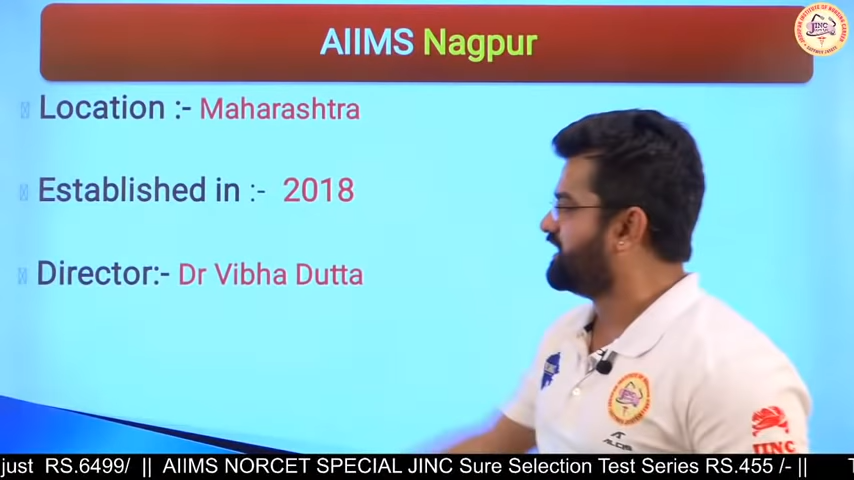 AIIMS Nagpur
Location :- Maharashtra
Established in :- 2018
Director:- Dr Vibha Dutta
JINC
JINC
just RS.6499/ || AIIMS NORCET SPECIAL JINC Sure Selection Test Series RS.455 /- ||